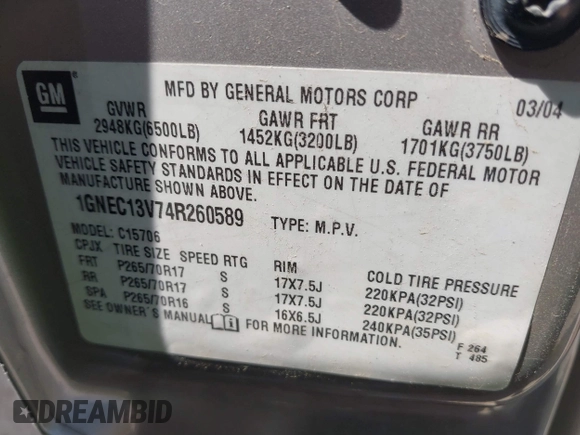 GM
MFD BY GENERAL MOTORS CORP 03/04
GVWR GAWR FRT GAWR RR
2948KG(6500LB) 1452KG(3200LB) 1701KG(3750LB)
THIS VEHICLE CONFORMS TO ALL APPLICABLE U.S. FEDERAL MOTOR
VEHICLE SAFETY STANDARDS IN EFFECT ON THE DATE OF
MANUFACTURE SHOWN ABOVE.
1GNEC13V74R260589 TYPE: M.P.V.
MODEL: C15706
CPJX TIRE SIZE SPEED RTG RIM COLD TIRE PRESSURE
FRT P265/70R17 S 17X7.5J 220KPA(32PSI)
RR P265/70R17 S 17X7.5J 220KPA(32PSI)
SPA P265/70R16 S 16X6.5J 240KPA(35PSI)
SEE OWNER'S MANUAL FOR MORE INFORMATION. F 264
T 485
DREAMBID